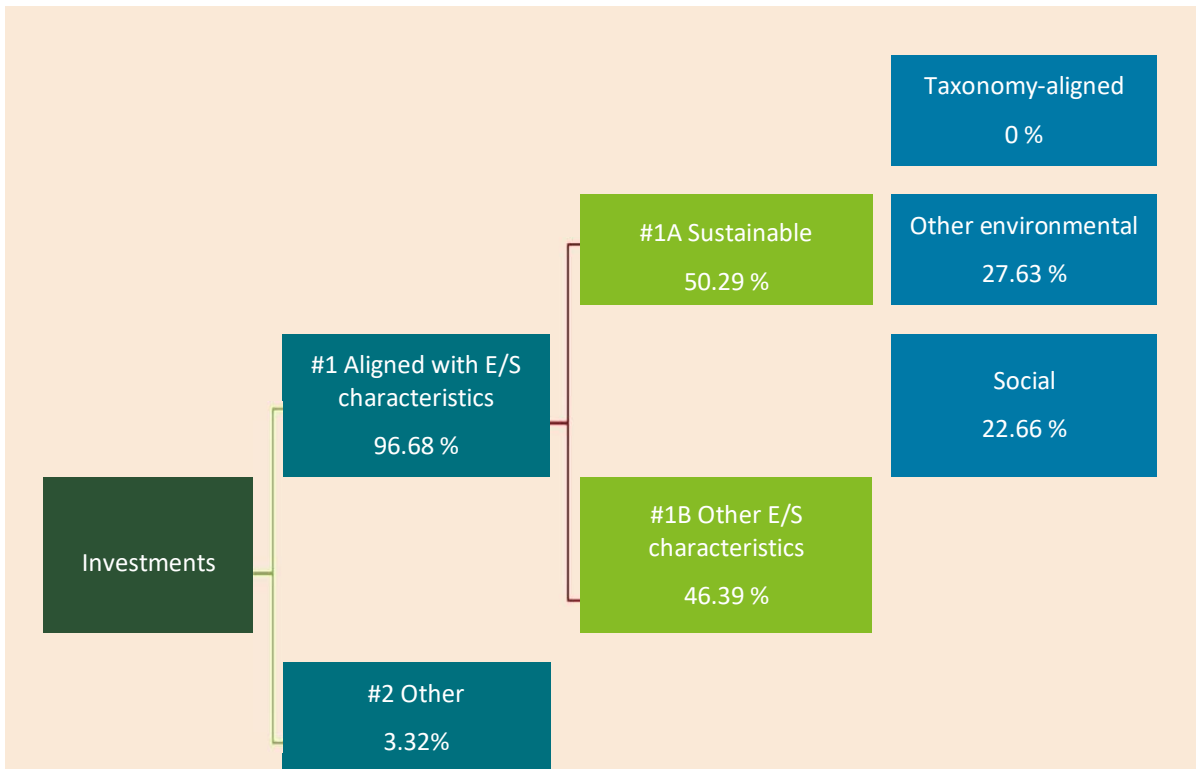 Taxonomy-aligned
0 %
#1A Sustainable
50.29 %
Other environmental
27.63 %
#1 Aligned with E/S
characteristics
96.68 %
Social
22.66 %
Investments
#1B Other E/S
characteristics
46.39 %
#2 Other
3.32%